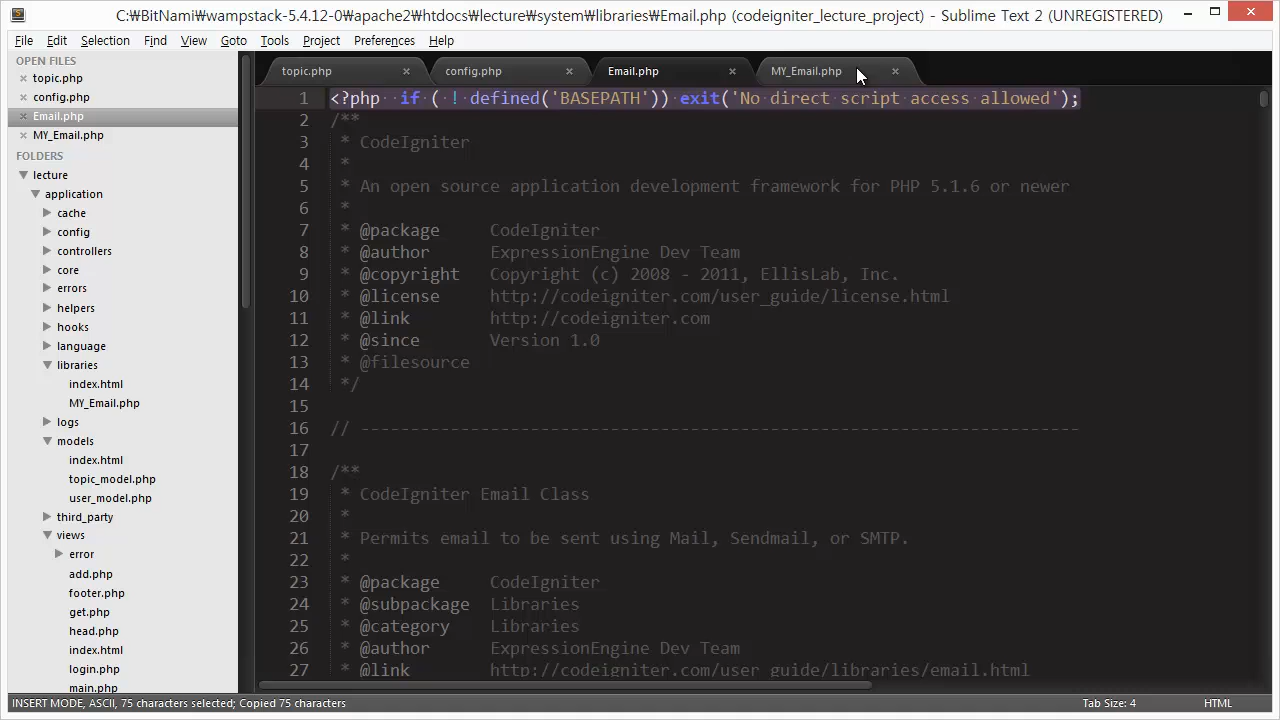 C:₩BitNami₩wampstack-5.4.12-0₩apache2₩htdocs₩lecture₩system₩libraries₩Email.php (codeigniter_lecture_project) - Sublime Text 2 (UNREGISTERED)
File Edit Selection Find View Goto Tools Project Preferences Help
OPEN FILES
topic.php
config.php
Email.php
MY_Email.php
FOLDERS
lecture
application
cache
config
controllers
core
errors
helpers
hooks
language
libraries
index.html
MY_Email.php
logs
models
index.html
topic_model.php
user_model.php
third_party
views
error
add.php
footer.php
get.php
head.php
index.html
login.php
main.php
topic.php config.php Email.php MY_Email.php
1 <?php  if ( ! defined('BASEPATH')) exit('No direct script access allowed');
2 /**
3  * CodeIgniter
4  *
5  * An open source application development framework for PHP 5.1.6 or newer
6  *
7  * @package     CodeIgniter
8  * @author      ExpressionEngine Dev Team
9  * @copyright   Copyright (c) 2008 - 2011, EllisLab, Inc.
10  * @license     http://codeigniter.com/user_guide/license.html
11  * @link        http://codeigniter.com
12  * @since       Version 1.0
13  * @filesource
14  */
15
16 // ------------------------------------------------------------------------
17
18 /**
19  * CodeIgniter Email Class
20  *
21  * Permits email to be sent using Mail, Sendmail, or SMTP.
22  *
23  * @package     CodeIgniter
24  * @subpackage  Libraries
25  * @category    Libraries
26  * @author      ExpressionEngine Dev Team
27  * @link        http://codeigniter.com/user_guide/libraries/email.html
INSERT MODE, ASCII, 75 characters selected; Copied 75 characters
Tab Size: 4
HTML